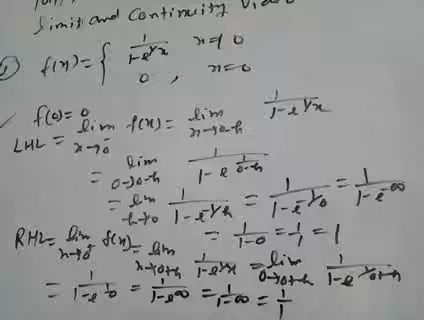 Limit and Continuity Video
f(x) = { 1/(1-e^(1/x)) x≠0
0 , x=0
f(0)=0
LHL = lim x→0⁻ f(x) = lim x→0-h 1/(1-e^(1/x))
= lim 0→0-h 1/(1-e^(1/(0-h)))
= lim h→0 1/(1-e^(-1/h)) = 1/(1-e^(-1/0)) = 1/(1-e^(-∞))
= 1/(1-0) = 1/1 = 1
RHL = lim x→0⁺ f(x) = lim x→0+h 1/(1-e^(1/x)) = lim 0→0+h 1/(1-e^(1/(0+h)))
= 1/(1-e^(1/0)) = 1/(1-e^∞) = 1/(1-∞) = 1/1